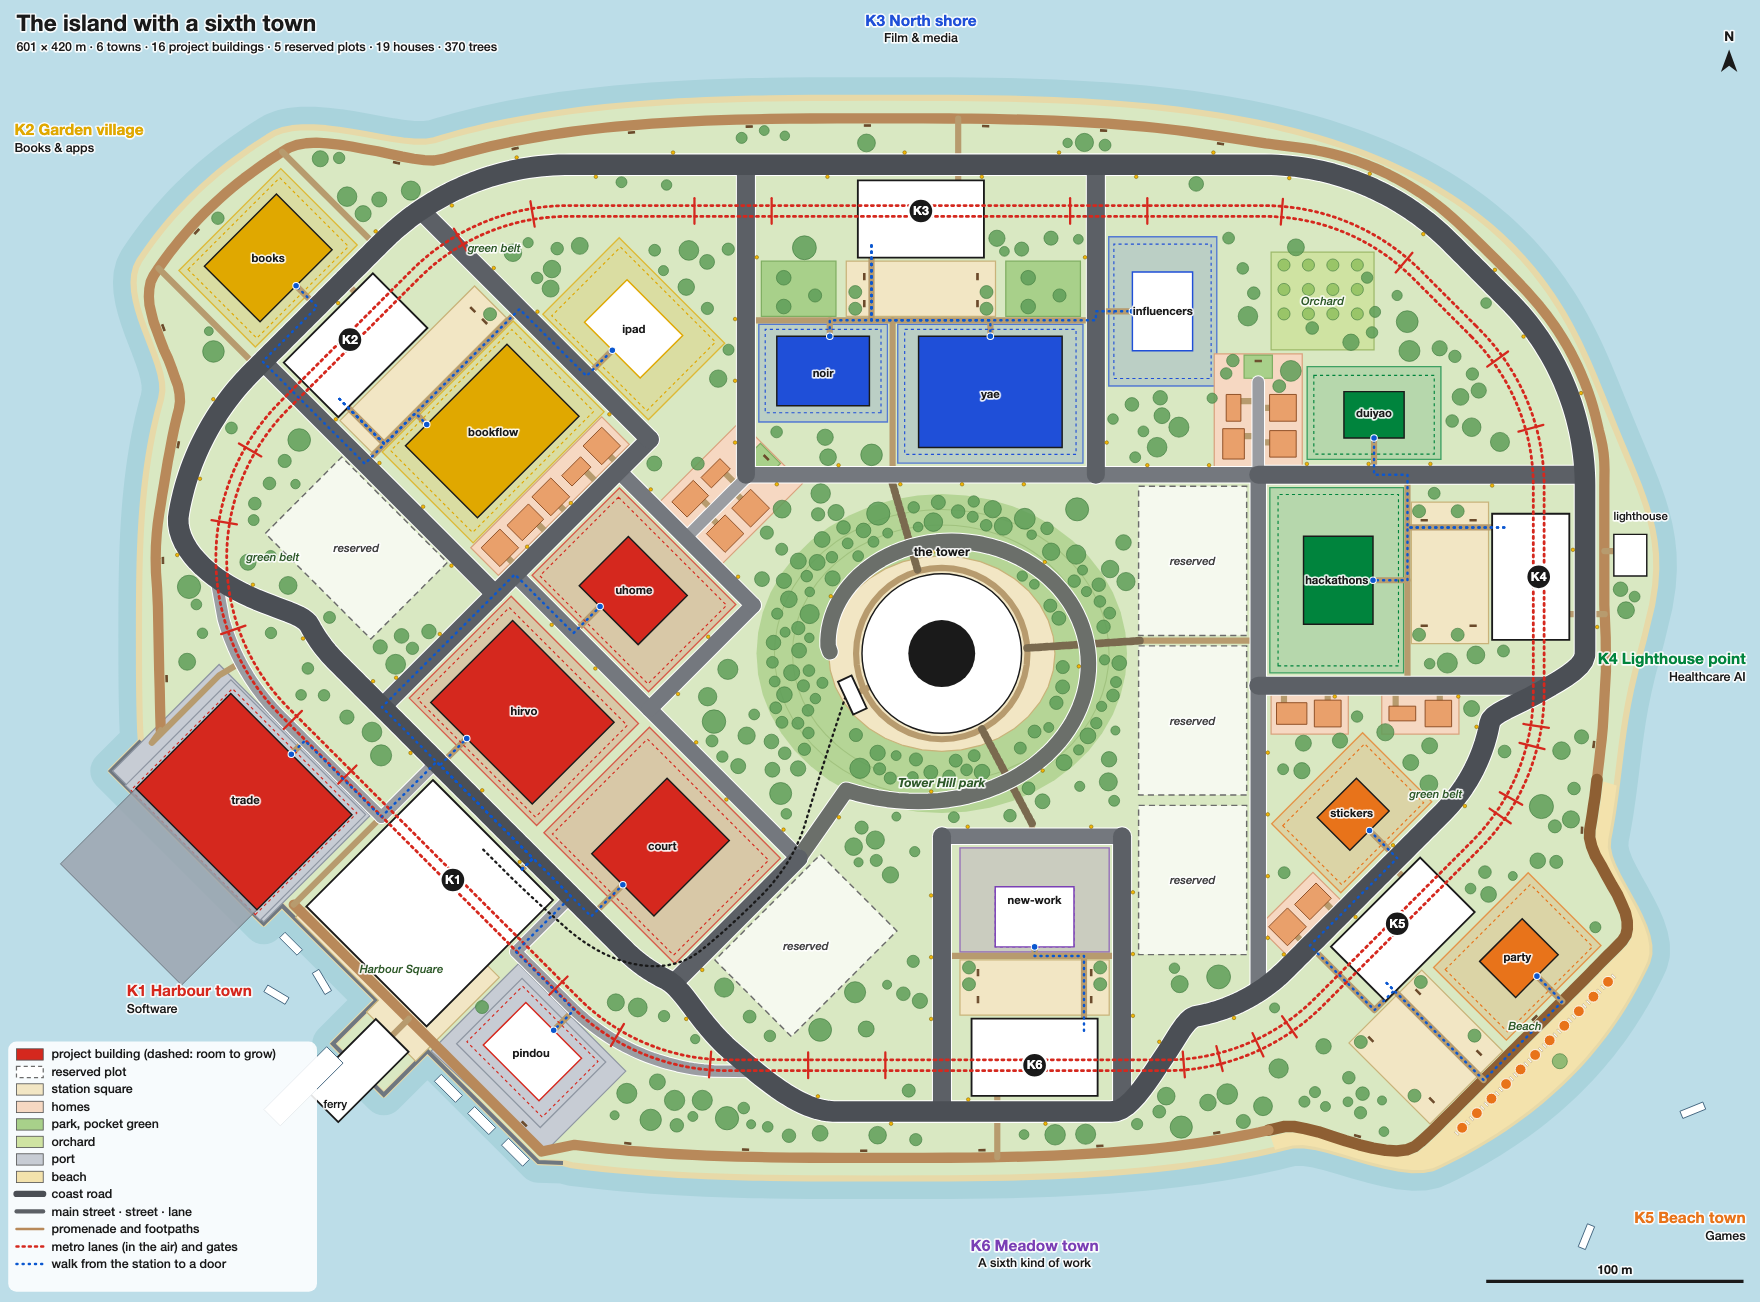 The island with a sixth town
601 × 420 m · 6 towns · 16 project buildings · 5 reserved plots · 19 houses · 370 trees
K3 North shore
Film & media
N
K2 Garden village
Books & apps
K3
green belt
books
ipad
influencers
Orchard
K2
noir
yae
duiyao
bookflow
lighthouse
reserved
green belt
the tower
reserved
uhome
hackathons
K4
K4 Lighthouse point
Healthcare AI
hirvo
reserved
Tower Hill park
green belt
trade
stickers
court
K1
reserved
new-work
K5
reserved
party
Harbour Square
K1 Harbour town
Software
Beach
pindou
K6
ferry
project building (dashed: room to grow)
reserved plot
station square
homes
park, pocket green
orchard
port
beach
coast road
main street · street · lane
promenade and footpaths
metro lanes (in the air) and gates
walk from the station to a door
K6 Meadow town
A sixth kind of work
K5 Beach town
Games
100 m